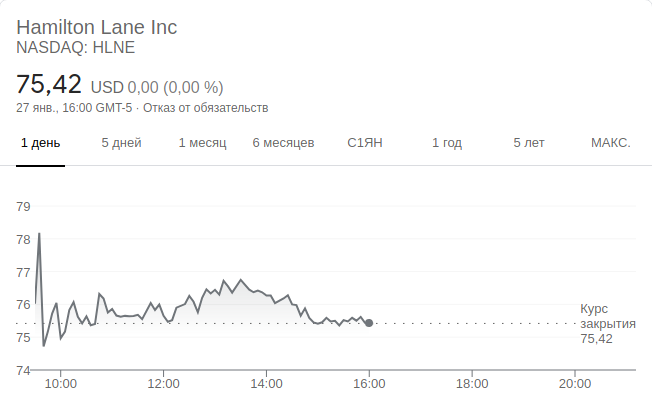 Hamilton Lane Inc
NASDAQ: HLNE
75,42 USD 0,00 (0,00 %)
27 янв., 16:00 GMT-5 · Отказ от обязательств
1 день 5 дней 1 месяц 6 месяцев С1ЯН 1 год 5 лет МАКС.
79
78
77
76
75
74
Курс
закрытия
75,42
10:00 12:00 14:00 16:00 18:00 20:00